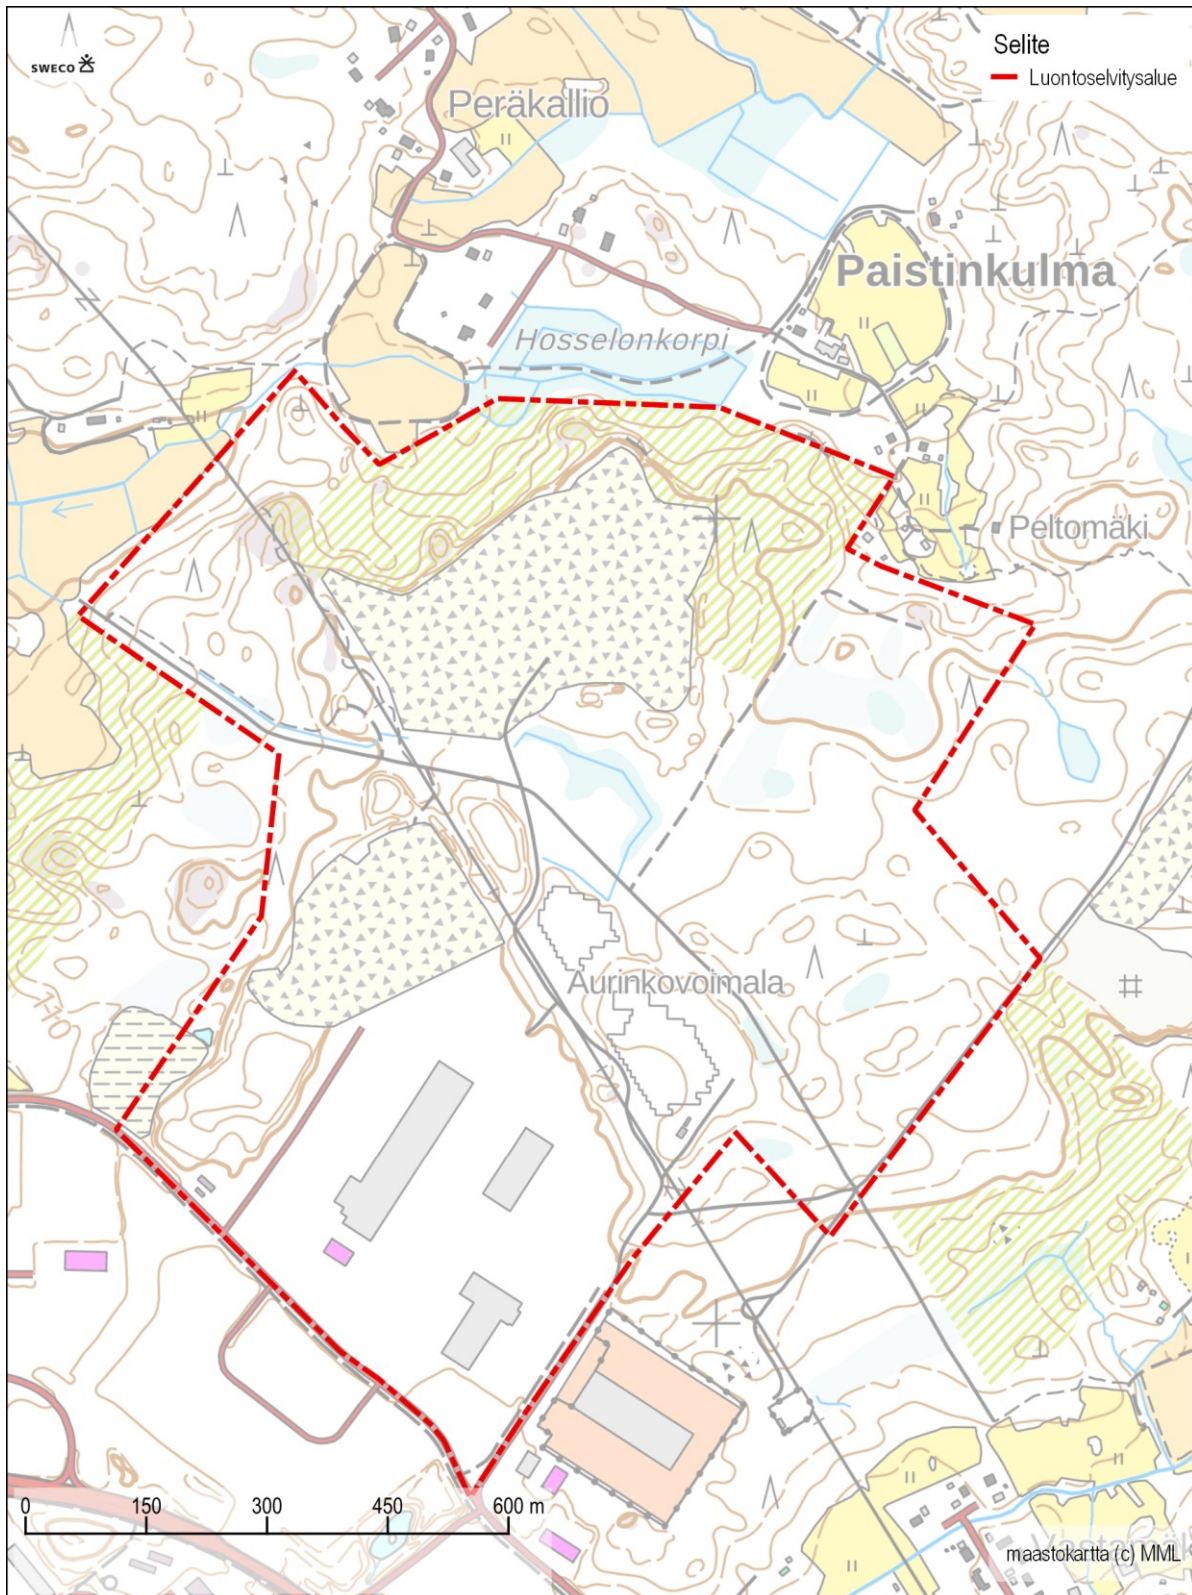 SWECO
Selite
Luontoselvitysalue
Peräkallio
Paistinkulma
Hosselonkorpi
Peltomäki
Aurinkovoimala
110
0 150 300 450 600 m
maastokartta (c) MML